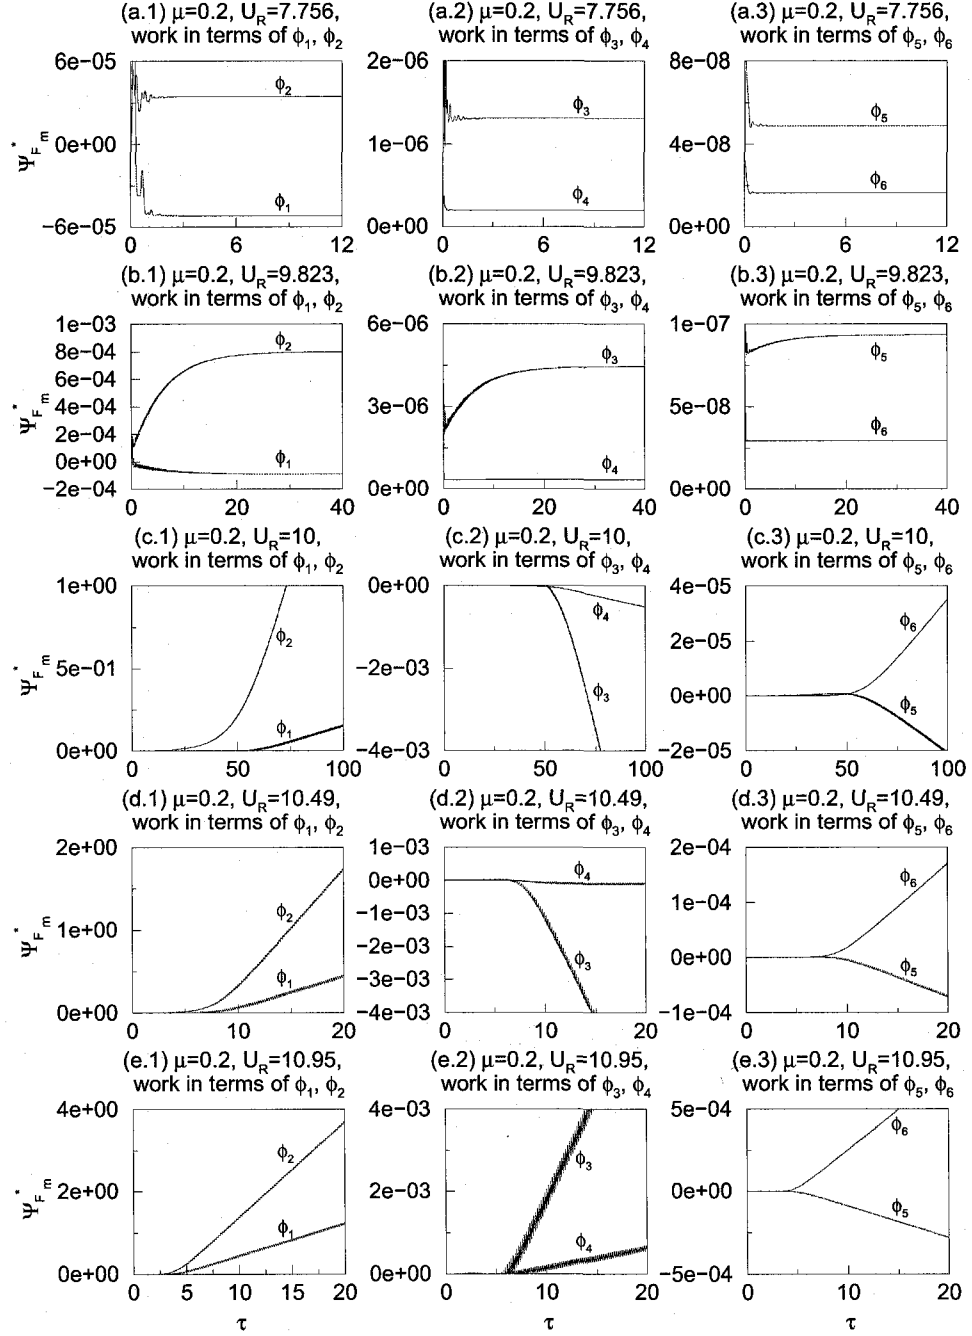 (a.1) μ=0.2, U_R=7.756,
work in terms of ϕ₁, ϕ₂
(a.2) μ=0.2, U_R=7.756,
work in terms of ϕ₃, ϕ₄
(a.3) μ=0.2, U_R=7.756,
work in terms of ϕ₅, ϕ₆
6e−05
0e+00
−6e−05
Ψ_F*_m
ϕ₂
ϕ₁
0 6 12
2e−06
1e−06
0e+00
ϕ₃
ϕ₄
0 6 12
8e−08
4e−08
0e+00
ϕ₅
ϕ₆
0 6 12
(b.1) μ=0.2, U_R=9.823,
work in terms of ϕ₁, ϕ₂
(b.2) μ=0.2, U_R=9.823,
work in terms of ϕ₃, ϕ₄
(b.3) μ=0.2, U_R=9.823,
work in terms of ϕ₅, ϕ₆
1e−03
8e−04
6e−04
4e−04
2e−04
0e+00
−2e−04
Ψ_F*_m
ϕ₂
ϕ₁
0 20 40
6e−06
3e−06
0e+00
ϕ₃
ϕ₄
0 20 40
1e−07
5e−08
0e+00
ϕ₅
ϕ₆
0 20 40
(c.1) μ=0.2, U_R=10,
work in terms of ϕ₁, ϕ₂
(c.2) μ=0.2, U_R=10,
work in terms of ϕ₃, ϕ₄
(c.3) μ=0.2, U_R=10,
work in terms of ϕ₅, ϕ₆
1e+00
5e−01
0e+00
Ψ_F*_m
ϕ₂
ϕ₁
0 50 100
0e+00
−2e−03
−4e−03
ϕ₄
ϕ₃
0 50 100
4e−05
2e−05
0e+00
−2e−05
ϕ₆
ϕ₅
0 50 100
(d.1) μ=0.2, U_R=10.49,
work in terms of ϕ₁, ϕ₂
(d.2) μ=0.2, U_R=10.49,
work in terms of ϕ₃, ϕ₄
(d.3) μ=0.2, U_R=10.49,
work in terms of ϕ₅, ϕ₆
2e+00
1e+00
0e+00
Ψ_F*_m
ϕ₂
ϕ₁
0 5 10 15 20
1e−03
0e+00
−1e−03
−2e−03
−3e−03
−4e−03
ϕ₄
ϕ₃
0 10 20
2e−04
1e−04
0e+00
−1e−04
ϕ₆
ϕ₅
0 10 20
(e.1) μ=0.2, U_R=10.95,
work in terms of ϕ₁, ϕ₂
(e.2) μ=0.2, U_R=10.95,
work in terms of ϕ₃, ϕ₄
(e.3) μ=0.2, U_R=10.95,
work in terms of ϕ₅, ϕ₆
4e+00
2e+00
0e+00
Ψ_F*_m
ϕ₂
ϕ₁
0 5 10 15 20
4e−03
2e−03
0e+00
ϕ₃
ϕ₄
0 10 20
5e−04
0e+00
−5e−04
ϕ₆
ϕ₅
0 10 20
τ τ τ